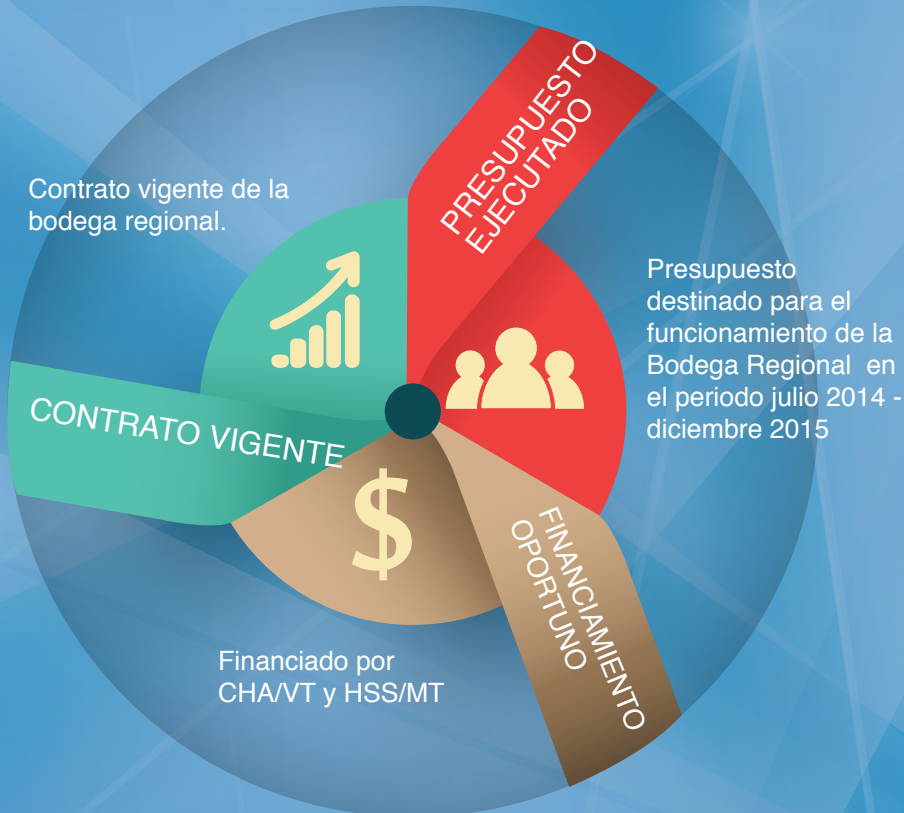 PRESUPUESTO
EJECUTADO
Contrato vigente de la
bodega regional.
Presupuesto
destinado para el
funcionamiento de la
Bodega Regional en
el periodo julio 2014 -
diciembre 2015
CONTRATO VIGENTE
$
FINANCIAMIENTO
OPORTUNO
Financiado por
CHA/VT y HSS/MT